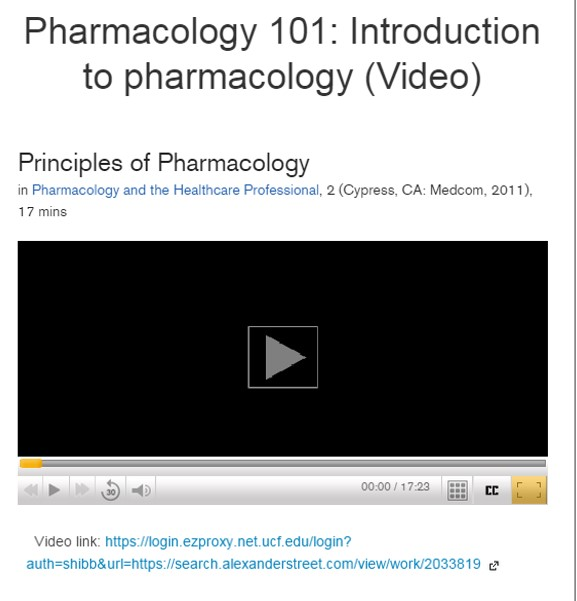 Pharmacology 101: Introduction
to pharmacology (Video)
Principles of Pharmacology
in Pharmacology and the Healthcare Professional, 2 (Cypress, CA: Medcom, 2011),
17 mins
30
00:00 / 17:23
CC
Video link: https://login.ezproxy.net.ucf.edu/login?
auth=shibb&url=https://search.alexanderstreet.com/view/work/2033819